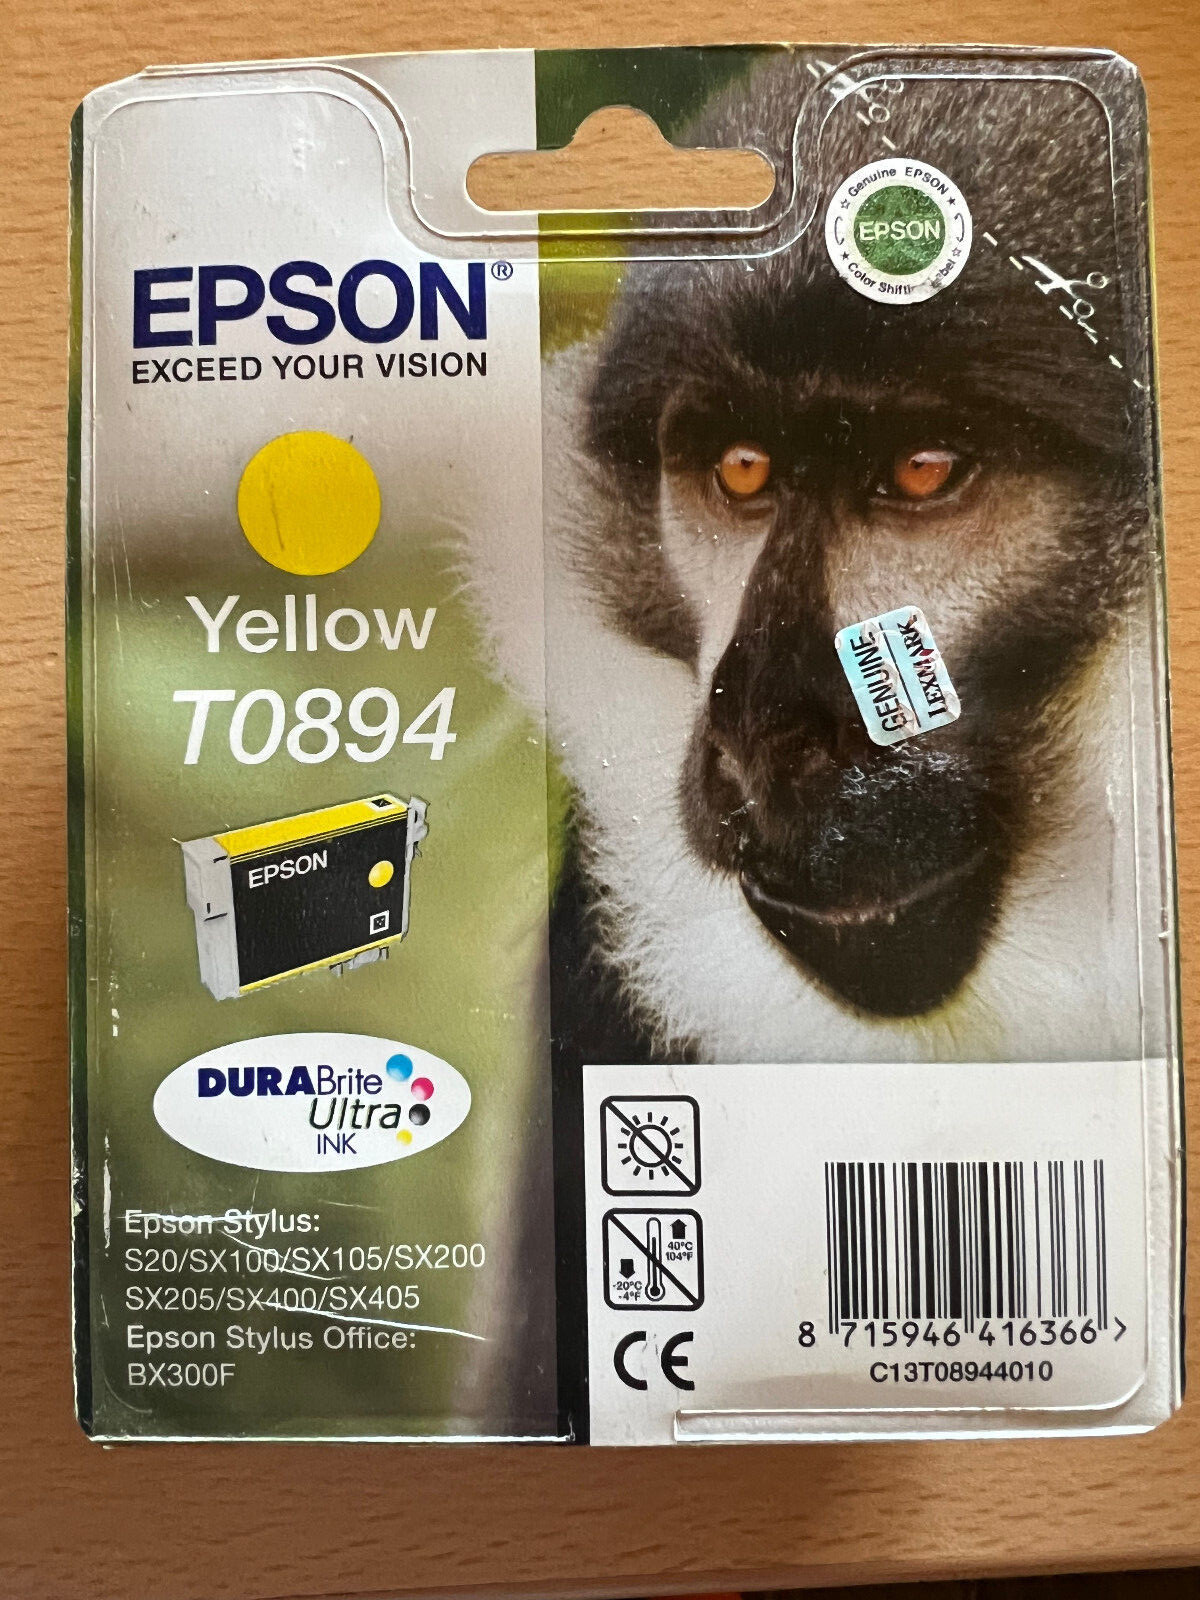 EPSON®
EXCEED YOUR VISION
Yellow
T0894
EPSON
DURABrite
Ultra
INK
Epson Stylus:
S20/SX100/SX105/SX200
SX205/SX400/SX405
Epson Stylus Office:
BX300F
Genuine EPSON
EPSON
Color
GENUINE
LEXMARK
40°C
104°F
-20°C
-4°F
CE
8 715946 416366 >
C13T08944010